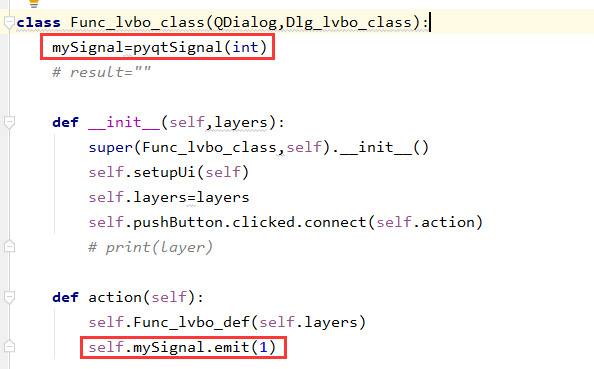 class Func_lvbo_class(QDialog,Dlg_lvbo_class):
    mySignal=pyqtSignal(int)
    # result=""
    def __init__(self,layers):
        super(Func_lvbo_class,self).__init__()
        self.setupUi(self)
        self.layers=layers
        self.pushButton.clicked.connect(self.action)
        # print(layer)
    def action(self):
        self.Func_lvbo_def(self.layers)
        self.mySignal.emit(1)